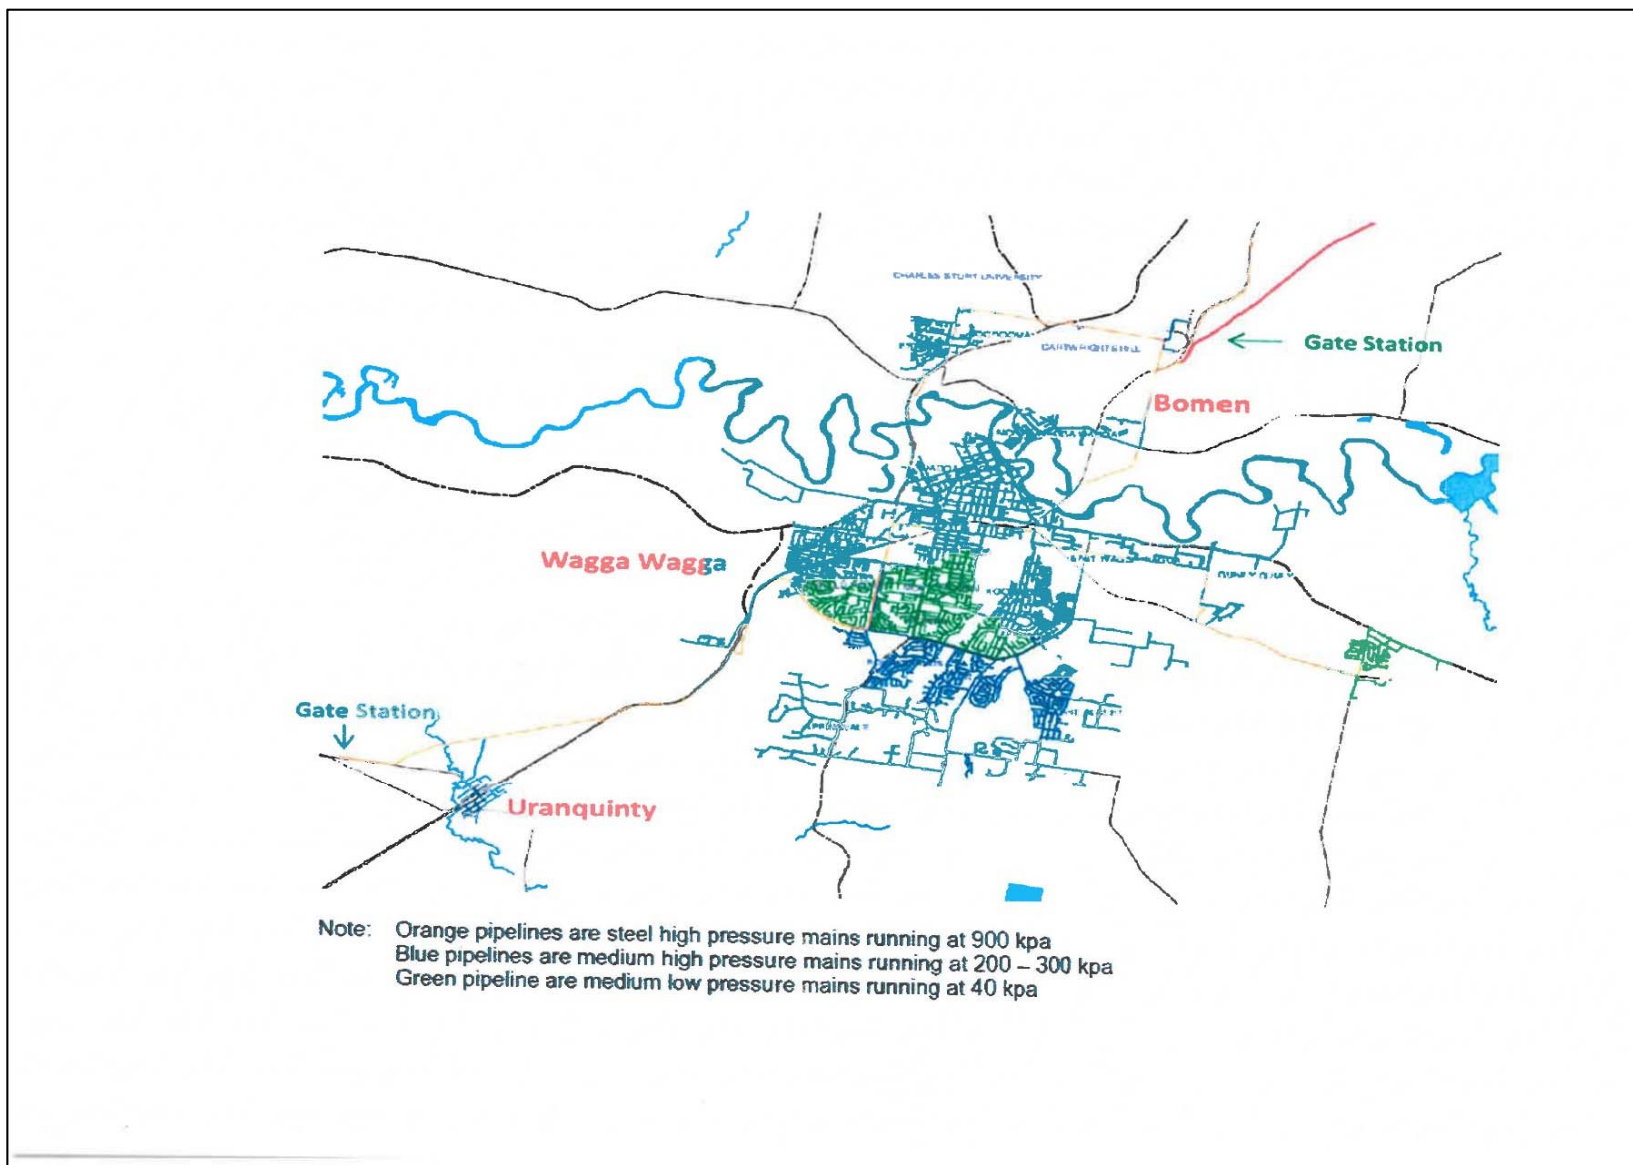 CHARLES STURT UNIVERSITY
Gate Station
Bomen
Wagga Wagga
Gate Station
Uranquinty
Note: Orange pipelines are steel high pressure mains running at 900 kpa
Blue pipelines are medium high pressure mains running at 200 – 300 kpa
Green pipeline are medium low pressure mains running at 40 kpa